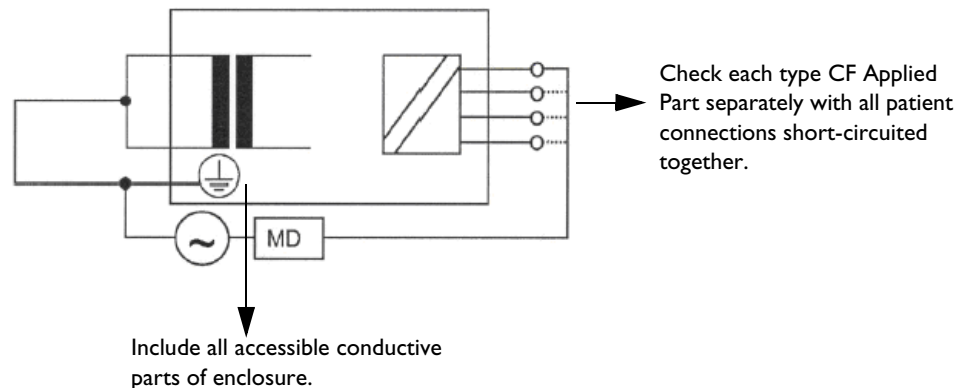 Check each type CF Applied
Part separately with all patient
connections short-circuited
together.
~
MD
Include all accessible conductive
parts of enclosure.